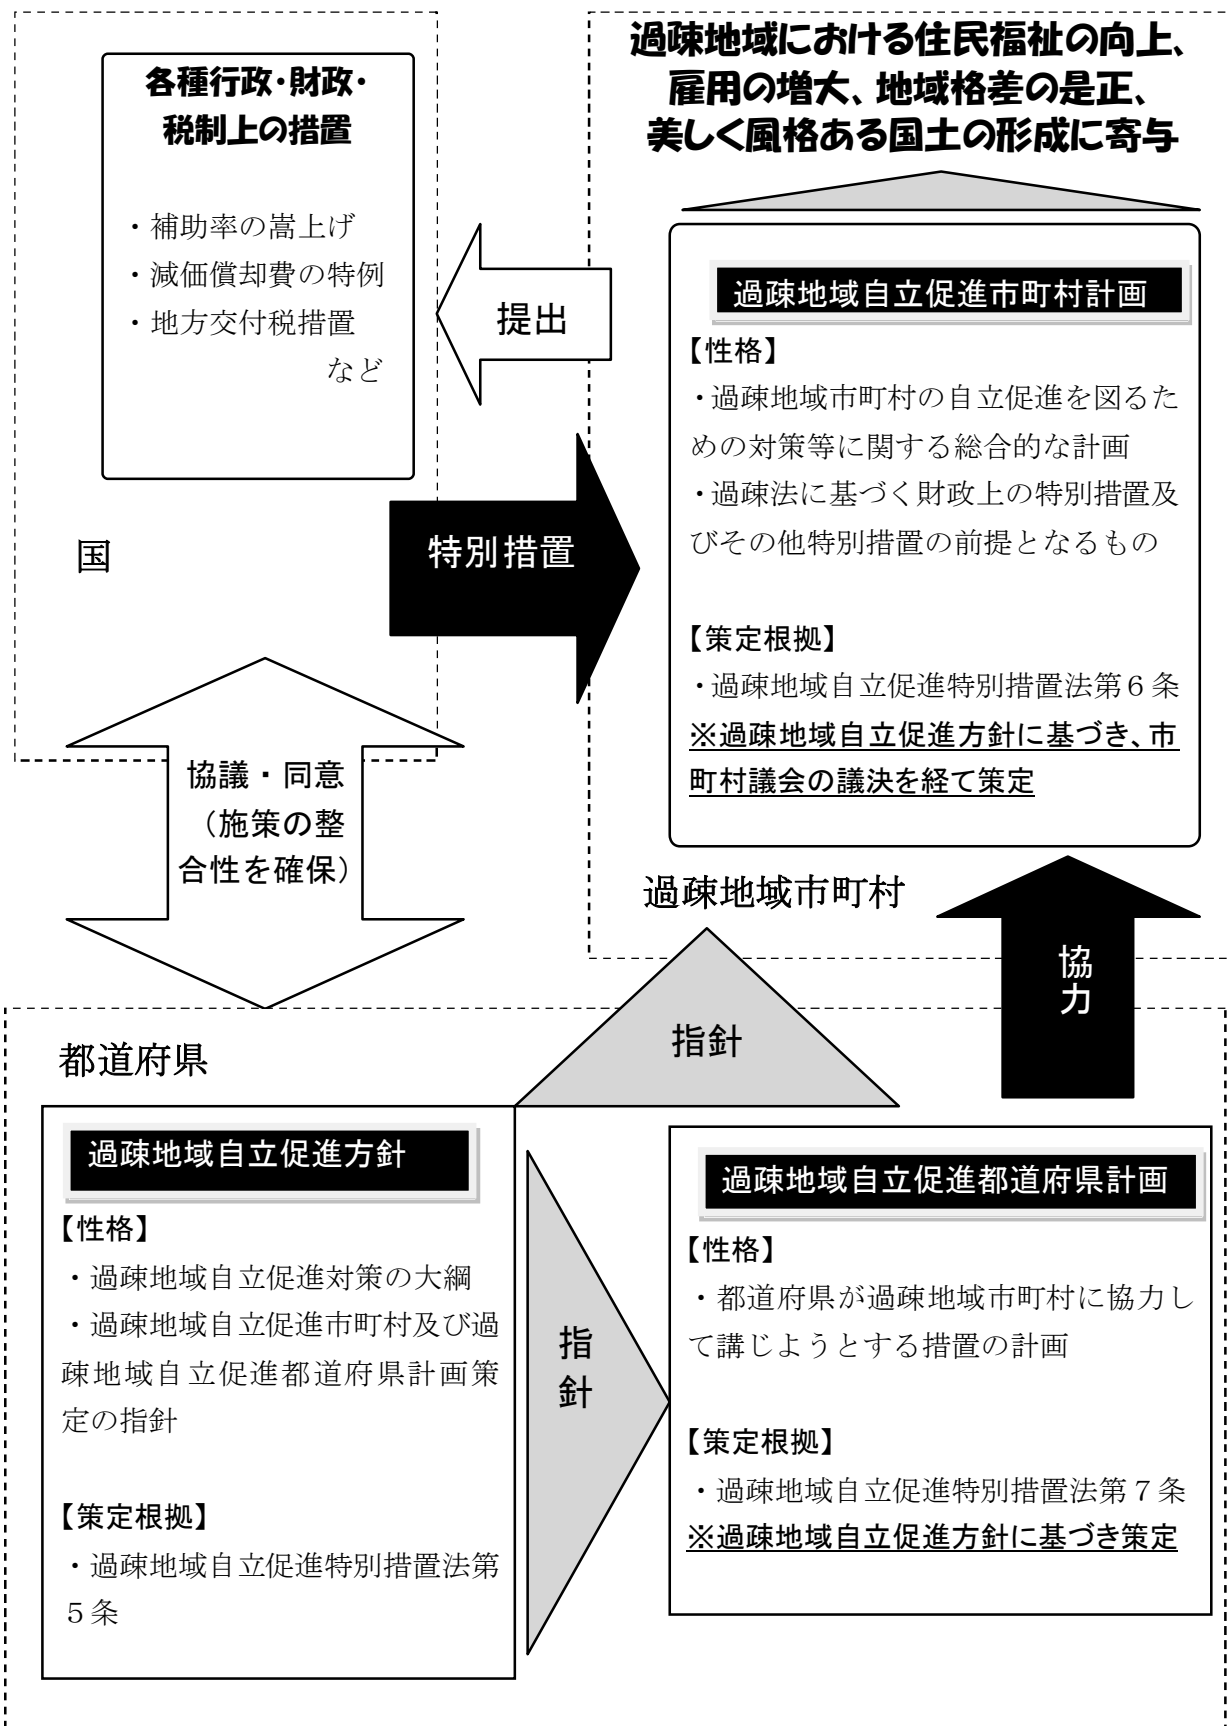 各種行政・財政・
税制上の措置
・補助率の嵩上げ
・減価償却費の特例
・地方交付税措置
など
国
提出
特別措置
過疎地域における住民福祉の向上、
雇用の増大、地域格差の是正、
美しく風格ある国土の形成に寄与
過疎地域自立促進市町村計画
【性格】
・過疎地域市町村の自立促進を図るた
めの対策等に関する総合的な計画
・過疎法に基づく財政上の特別措置及
びその他特別措置の前提となるもの
【策定根拠】
・過疎地域自立促進特別措置法第６条
※過疎地域自立促進方針に基づき、市
町村議会の議決を経て策定
過疎地域市町村
協議・同意
（施策の整
合性を確保）
協
力
指針
都道府県
過疎地域自立促進方針
【性格】
・過疎地域自立促進対策の大綱
・過疎地域自立促進市町村及び過
疎地域自立促進都道府県計画策
定の指針
【策定根拠】
・過疎地域自立促進特別措置法第
５条
指
針
過疎地域自立促進都道府県計画
【性格】
・都道府県が過疎地域市町村に協力し
て講じようとする措置の計画
【策定根拠】
・過疎地域自立促進特別措置法第７条
※過疎地域自立促進方針に基づき策定